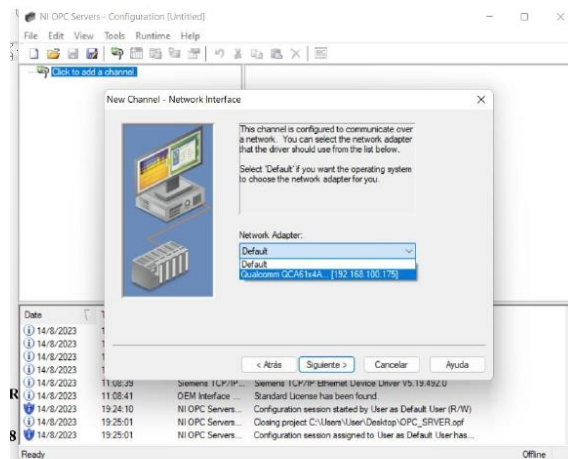 NI OPC Servers - Configuration [Untitled]
File Edit View Tools Runtime Help
Click to add a channel.
New Channel - Network Interface
This channel is configured to communicate over
a network. You can select the network adapter
that the driver should use from the list below.
Select 'Default' if you want the operating system
to choose the network adapter for you.
Network Adapter:
Default
Default
Qualcomm QCA61x4A... [192.168.100.175]
< Atrás Siguiente > Cancelar Ayuda
Date
14/8/2023
14/8/2023
14/8/2023
14/8/2023
14/8/2023 11:08:39 Siemens TCP/IP... Siemens TCP/IP Ethernet Device Driver V5.19.492.0
14/8/2023 11:08:41 OEM Interface ... Standard License has been found.
14/8/2023 19:24:10 NI OPC Servers... Configuration session started by User as Default User (R/W)
14/8/2023 19:25:01 NI OPC Servers... Closing project C:\Users\User\Desktop\OPC_SRVER.opf
14/8/2023 19:25:01 NI OPC Servers... Configuration session assigned to User as Default User has...
Ready Offline
R
8